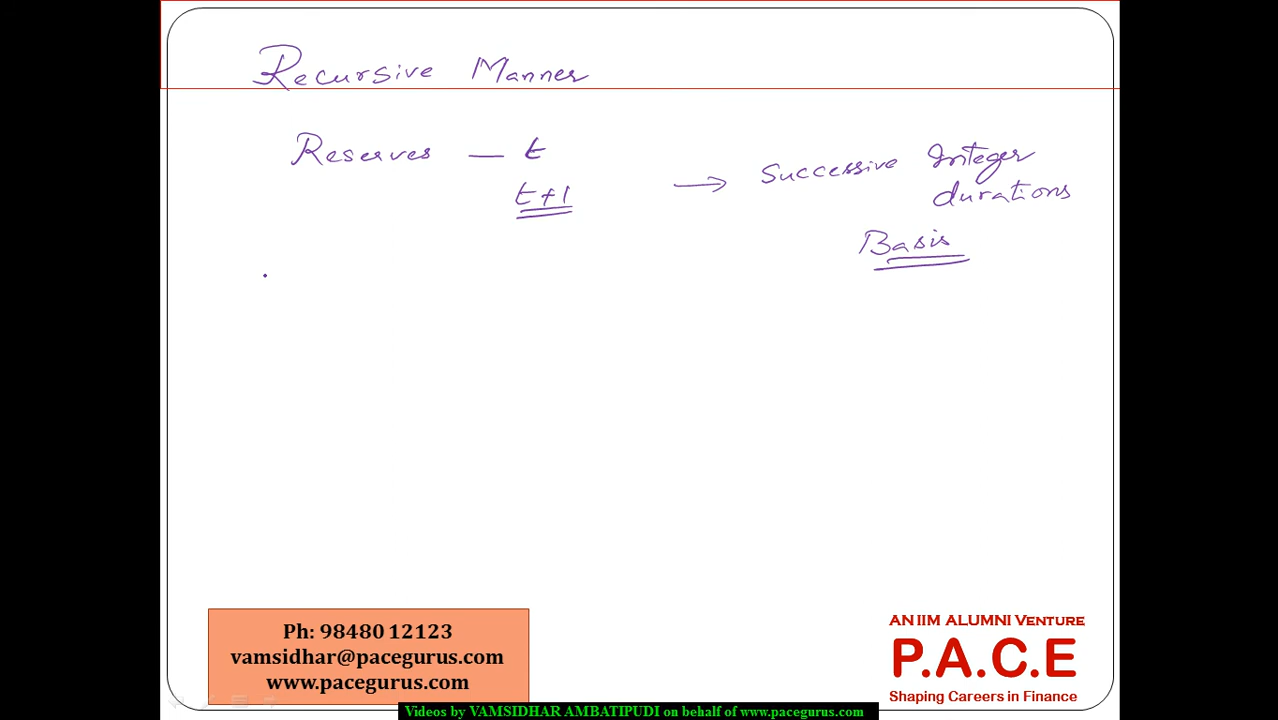 Recursive Manner
Reserves — t
t+1
→ Successive Integer
durations
Basis
Ph: 98480 12123
vamsidhar@pacegurus.com
www.pacegurus.com
AN IIM ALUMNI VENTURE
P.A.C.E
Shaping Careers in Finance
Videos by VAMSIDHAR AMBATIPUDI on behalf of www.pacegurus.com